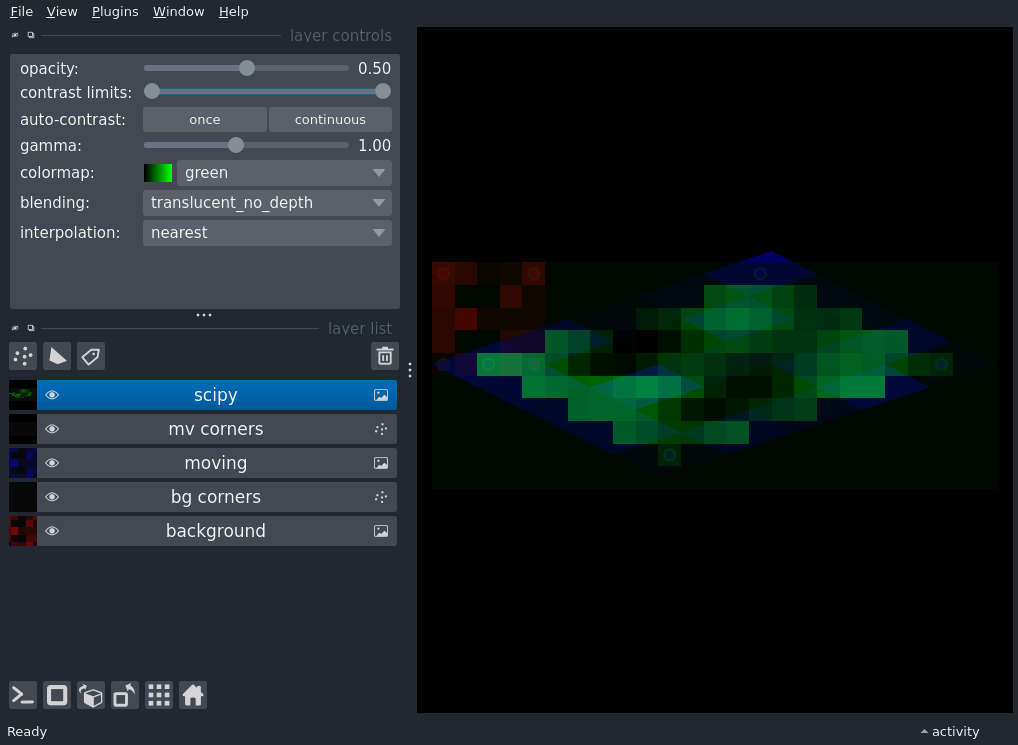 File View Plugins Window Help
layer controls
opacity: 0.50
contrast limits:
auto-contrast: once continuous
gamma: 1.00
colormap: green
blending: translucent_no_depth
interpolation: nearest
layer list
scipy
mv corners
moving
bg corners
background
Ready activity